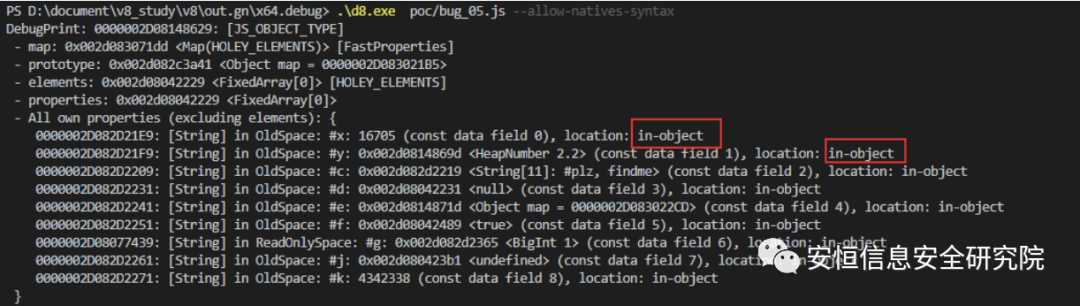 PS D:\document\v8_study\v8\out.gn\x64.debug> .\d8.exe  poc/bug_05.js --allow-natives-syntax
DebugPrint: 0000002D08148629: [JS_OBJECT_TYPE]
 - map: 0x002d083071dd <Map(HOLEY_ELEMENTS)> [FastProperties]
 - prototype: 0x002d082c3a41 <Object map = 0000002D083021B5>
 - elements: 0x002d08042229 <FixedArray[0]> [HOLEY_ELEMENTS]
 - properties: 0x002d08042229 <FixedArray[0]>
 - All own properties (excluding elements): {
    0000002D082D21E9: [String] in OldSpace: #x: 16705 (const data field 0), location: in-object
    0000002D082D21F9: [String] in OldSpace: #y: 0x002d0814869d <HeapNumber 2.2> (const data field 1), location: in-object
    0000002D082D2209: [String] in OldSpace: #c: 0x002d082d2219 <String[11]: #plz, findme> (const data field 2), location: in-object
    0000002D082D2231: [String] in OldSpace: #d: 0x002d08042231 <null> (const data field 3), location: in-object
    0000002D082D2241: [String] in OldSpace: #e: 0x002d0814871d <Object map = 0000002D083022CD> (const data field 4), location: in-object
    0000002D082D2251: [String] in OldSpace: #f: 0x002d08042489 <true> (const data field 5), location: in-object
    0000002D08077439: [String] in ReadOnlySpace: #g: 0x002d082d2365 <BigInt 1> (const data field 6), location: in-object
    0000002D082D2261: [String] in OldSpace: #j: 0x002d080423b1 <undefined> (const data field 7), location: in-object
    0000002D082D2271: [String] in OldSpace: #k: 4342338 (const data field 8), location: in-object
 }
安恒信息安全研究院